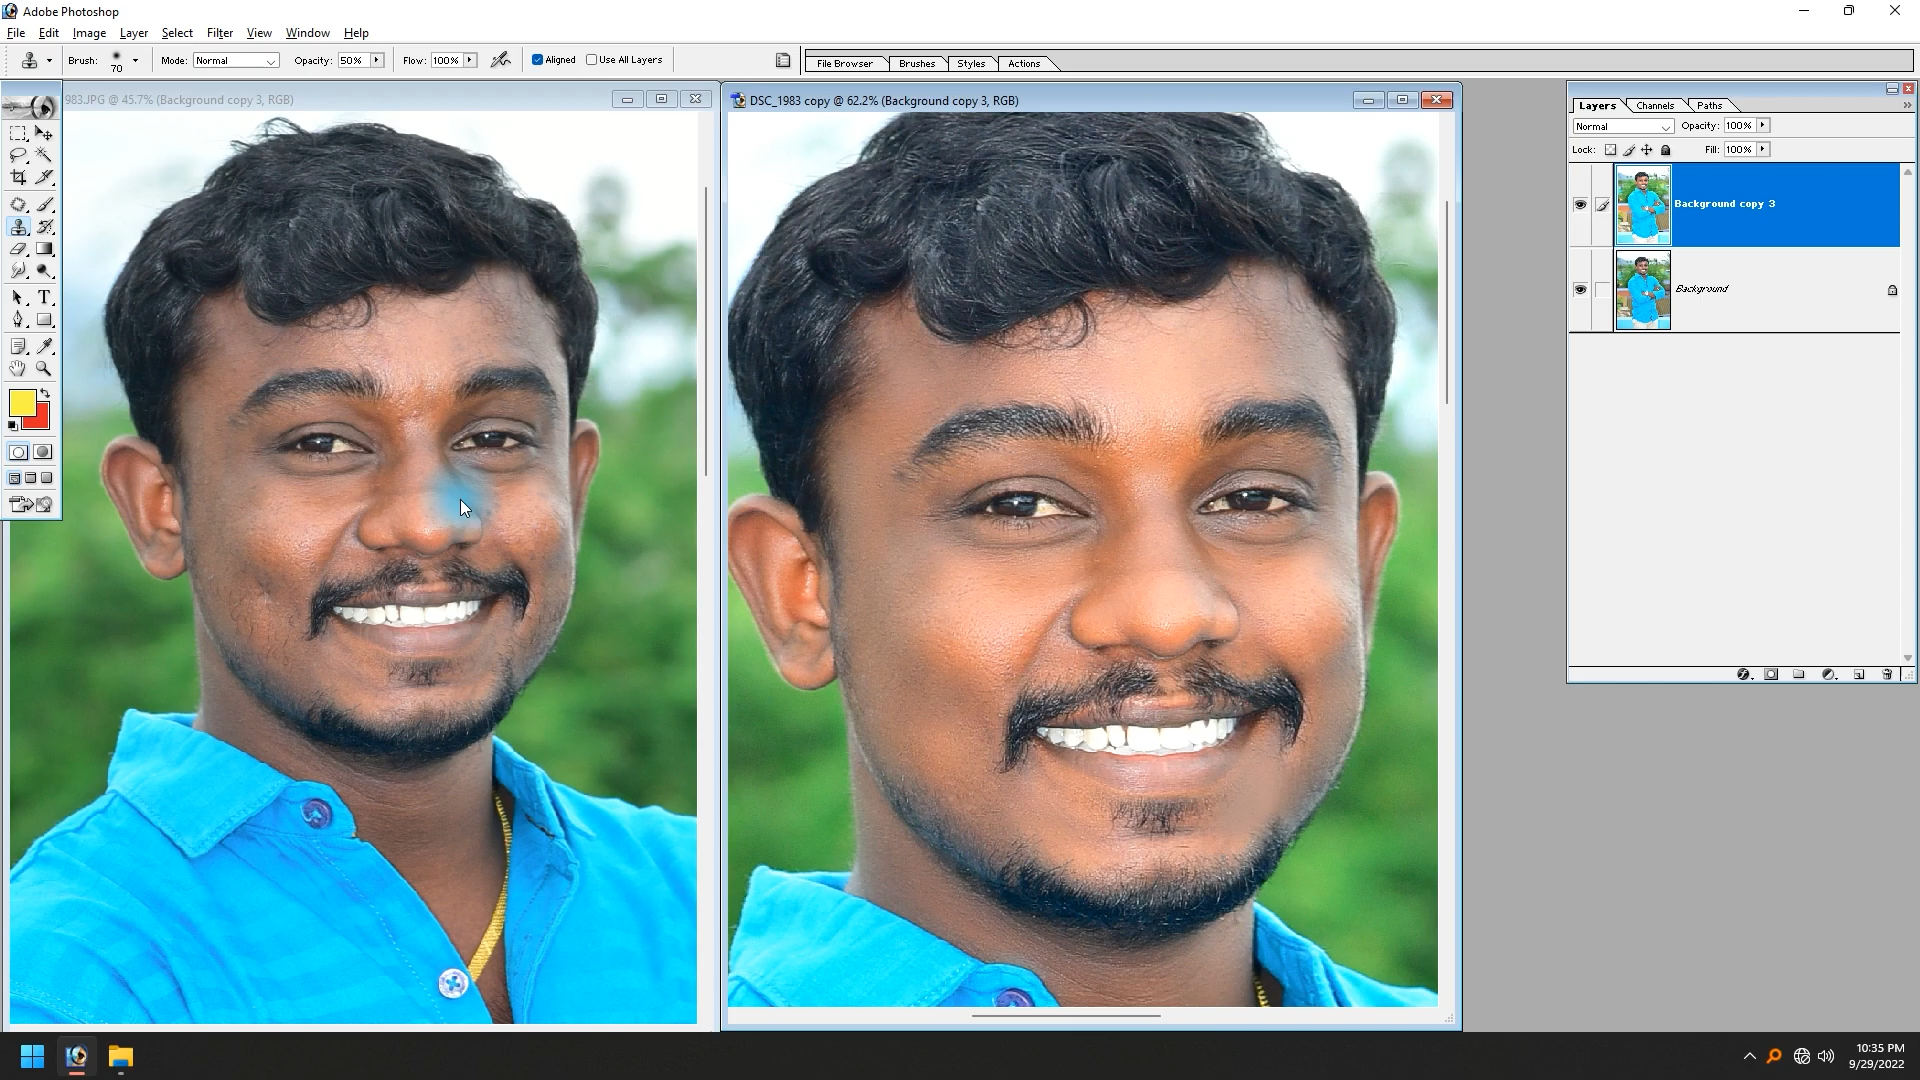 Adobe Photoshop
File Edit Image Layer Select Filter View Window Help
Brush: 70 Mode: Normal Opacity: 50% Flow: 100% Aligned Use All Layers File Browser Brushes Styles Actions
983.JPG @ 45.7% (Background copy 3, RGB)
DSC_1983 copy @ 62.2% (Background copy 3, RGB)
Layers Channels Paths
Normal Opacity: 100%
Lock: Fill: 100%
Background copy 3
Background
T
10:35 PM
9/29/2022